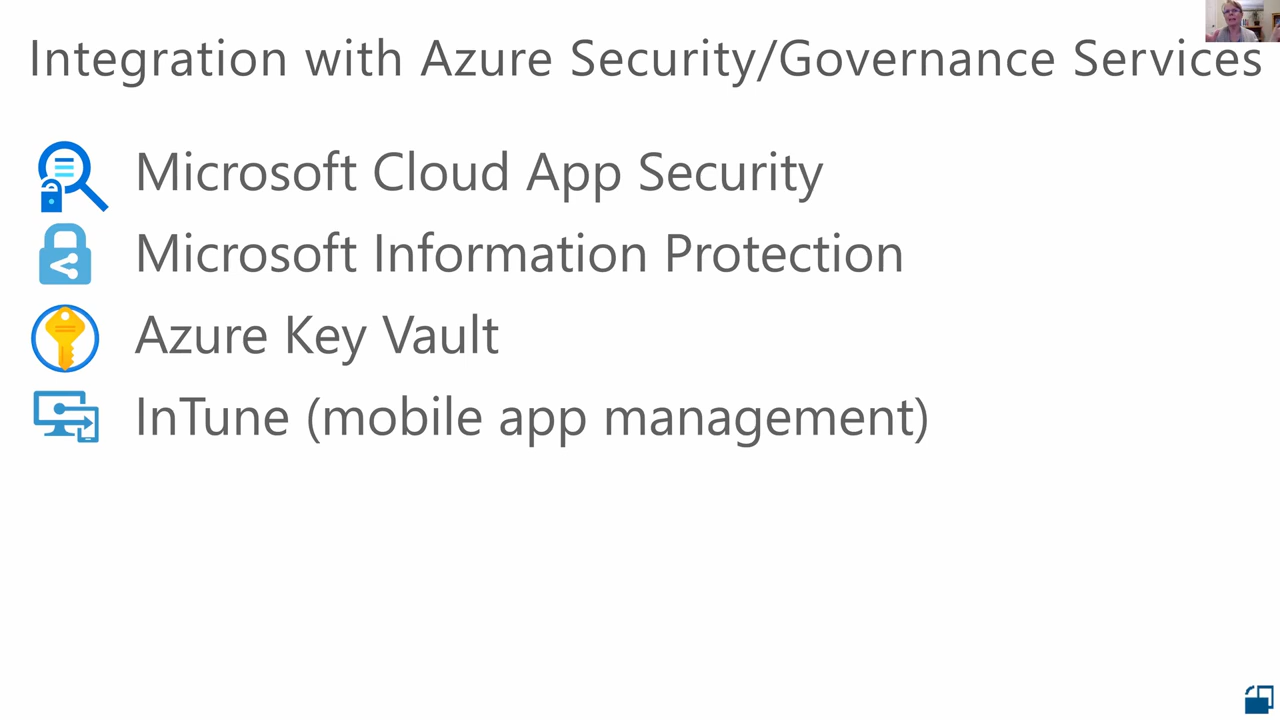 Integration with Azure Security/Governance Services
Microsoft Cloud App Security
Microsoft Information Protection
Azure Key Vault
InTune (mobile app management)